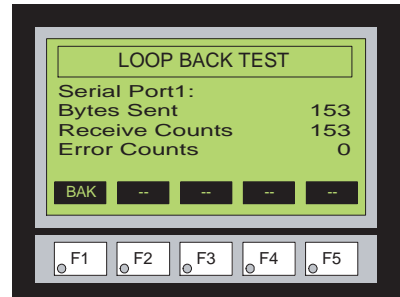 LOOP BACK TEST
Serial Port1:
Bytes Sent 153
Receive Counts 153
Error Counts 0
BAK -- -- -- --
F1 F2 F3 F4 F5